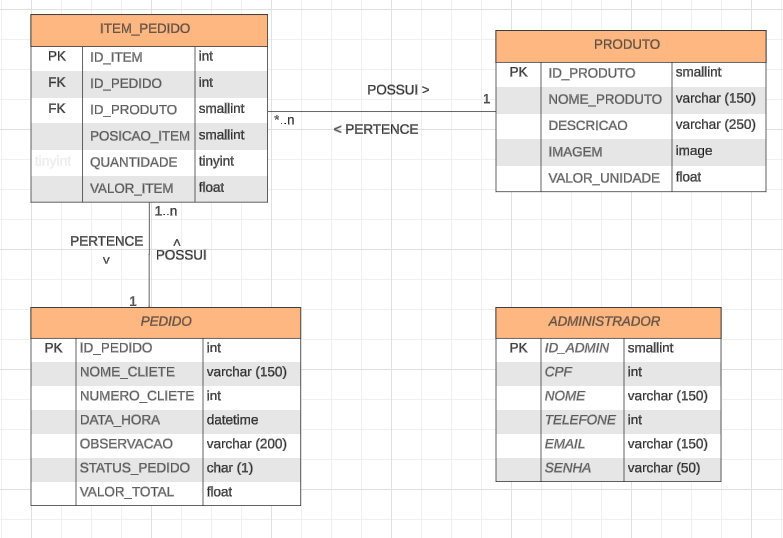 ITEM_PEDIDO
PK ID_ITEM int
FK ID_PEDIDO int
FK ID_PRODUTO smallint
POSICAO_ITEM smallint
tinyint QUANTIDADE tinyint
VALOR_ITEM float
POSSUI >
1
*..n
< PERTENCE
PRODUTO
PK ID_PRODUTO smallint
NOME_PRODUTO varchar (150)
DESCRICAO varchar (250)
IMAGEM image
VALOR_UNIDADE float
1..n
PERTENCE
v
^
POSSUI
1
PEDIDO
PK ID_PEDIDO int
NOME_CLIETE varchar (150)
NUMERO_CLIETE int
DATA_HORA datetime
OBSERVACAO varchar (200)
STATUS_PEDIDO char (1)
VALOR_TOTAL float
ADMINISTRADOR
PK ID_ADMIN smallint
CPF int
NOME varchar (150)
TELEFONE int
EMAIL varchar (150)
SENHA varchar (50)